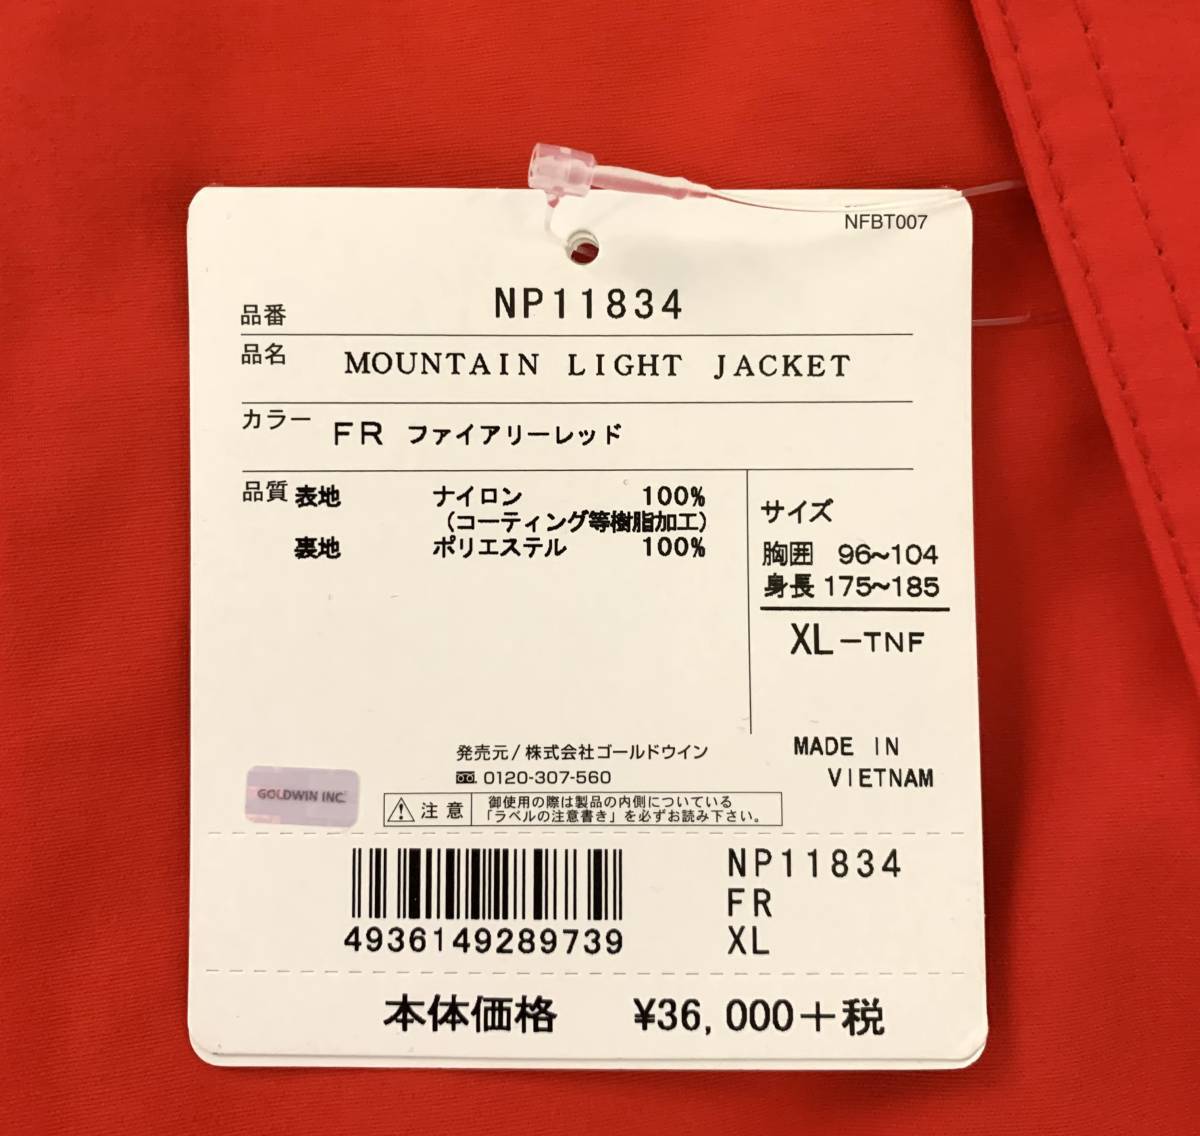 NFBT007
品番 NP11834
品名 MOUNTAIN LIGHT JACKET
カラー FR ファイアリーレッド
品質 表地 ナイロン 100%
(コーティング等樹脂加工)
裏地 ポリエステル 100%
サイズ
胸囲 96~104
身長 175~185
XL-TNF
MADE IN
VIETNAM
発売元/株式会社ゴールドウイン
0120-307-560
GOLDWIN INC.
注意
御使用の際は製品の内側についている
「ラベルの注意書き」を必ずお読み下さい。
4936149289739
NP11834
FR
XL
本体価格 ¥36,000+税